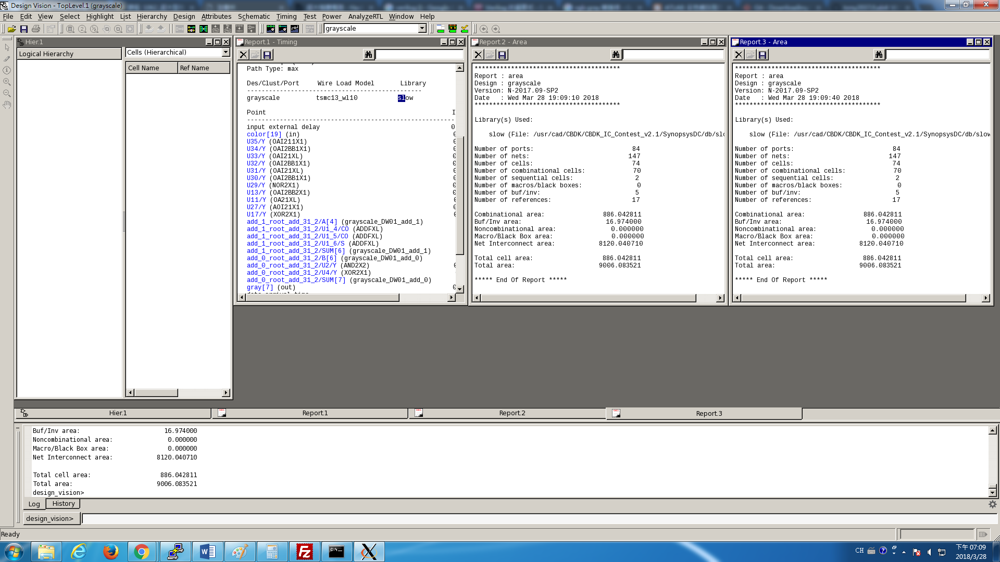 Design Vision - TopLevel.1 (grayscale)
File Edit View Select Highlight List Hierarchy Design Attributes Schematic Timing Test Power AnalyzeRTL Window Help
grayscale
Hier.1
Logical Hierarchy
Cells (Hierarchical)
Cell Name Ref Name
Report.1 - Timing
Path Type: max
Des/Clust/Port Wire Load Model Library
------------------------------------------------
grayscale tsmc13_wl10 slow
Point
---------------------------------------------------------
input external delay 0
color[19] (in)
U35/Y (OAI211X1)
U34/Y (OAI2BB1X1)
U33/Y (OAI21XL)
U32/Y (OAI2BB1X1)
U31/Y (OAI21XL)
U30/Y (OAI2BB1X1)
U29/Y (NOR2X1)
U13/Y (OAI2BB2X1)
U11/Y (OA21XL)
U27/Y (AOI21X1)
U17/Y (XOR2X1)
add_1_root_add_31_2/A[4] (grayscale_DW01_add_1)
add_1_root_add_31_2/U1_4/CO (ADDFXL)
add_1_root_add_31_2/U1_5/CO (ADDFXL)
add_1_root_add_31_2/U1_6/S (ADDFXL)
add_1_root_add_31_2/SUM[6] (grayscale_DW01_add_1)
add_0_root_add_31_2/B[6] (grayscale_DW01_add_0)
add_0_root_add_31_2/U2/Y (AND2X2)
add_0_root_add_31_2/U4/Y (XOR2X1)
add_0_root_add_31_2/SUM[7] (grayscale_DW01_add_0)
gray[7] (out)
Report.2 - Area
****************************************
Report : area
Design : grayscale
Version: N-2017.09-SP2
Date : Wed Mar 28 19:09:10 2018
****************************************
Library(s) Used:
slow (File: /usr/cad/CBDK/CBDK_IC_Contest_v2.1/SynopsysDC/db/slo
Number of ports: 84
Number of nets: 147
Number of cells: 74
Number of combinational cells: 70
Number of sequential cells: 2
Number of macros/black boxes: 0
Number of buf/inv: 5
Number of references: 17
Combinational area: 886.042811
Buf/Inv area: 16.974000
Noncombinational area: 0.000000
Macro/Black Box area: 0.000000
Net Interconnect area: 8120.040710
Total cell area: 886.042811
Total area: 9006.083521
***** End Of Report *****
Report.3 - Area
****************************************
Report : area
Design : grayscale
Version: N-2017.09-SP2
Date : Wed Mar 28 19:09:40 2018
****************************************
Library(s) Used:
slow (File: /usr/cad/CBDK/CBDK_IC_Contest_v2.1/SynopsysDC/db/slow
Number of ports: 84
Number of nets: 147
Number of cells: 74
Number of combinational cells: 70
Number of sequential cells: 2
Number of macros/black boxes: 0
Number of buf/inv: 5
Number of references: 17
Combinational area: 886.042811
Buf/Inv area: 16.974000
Noncombinational area: 0.000000
Macro/Black Box area: 0.000000
Net Interconnect area: 8120.040710
Total cell area: 886.042811
Total area: 9006.083521
***** End Of Report *****
Hier.1 Report.1 Report.2 Report.3
Buf/Inv area: 16.974000
Noncombinational area: 0.000000
Macro/Black Box area: 0.000000
Net Interconnect area: 8120.040710
Total cell area: 886.042811
Total area: 9006.083521
design_vision>
Log History
design_vision>
Ready
CH
下午 07:09
2018/3/28